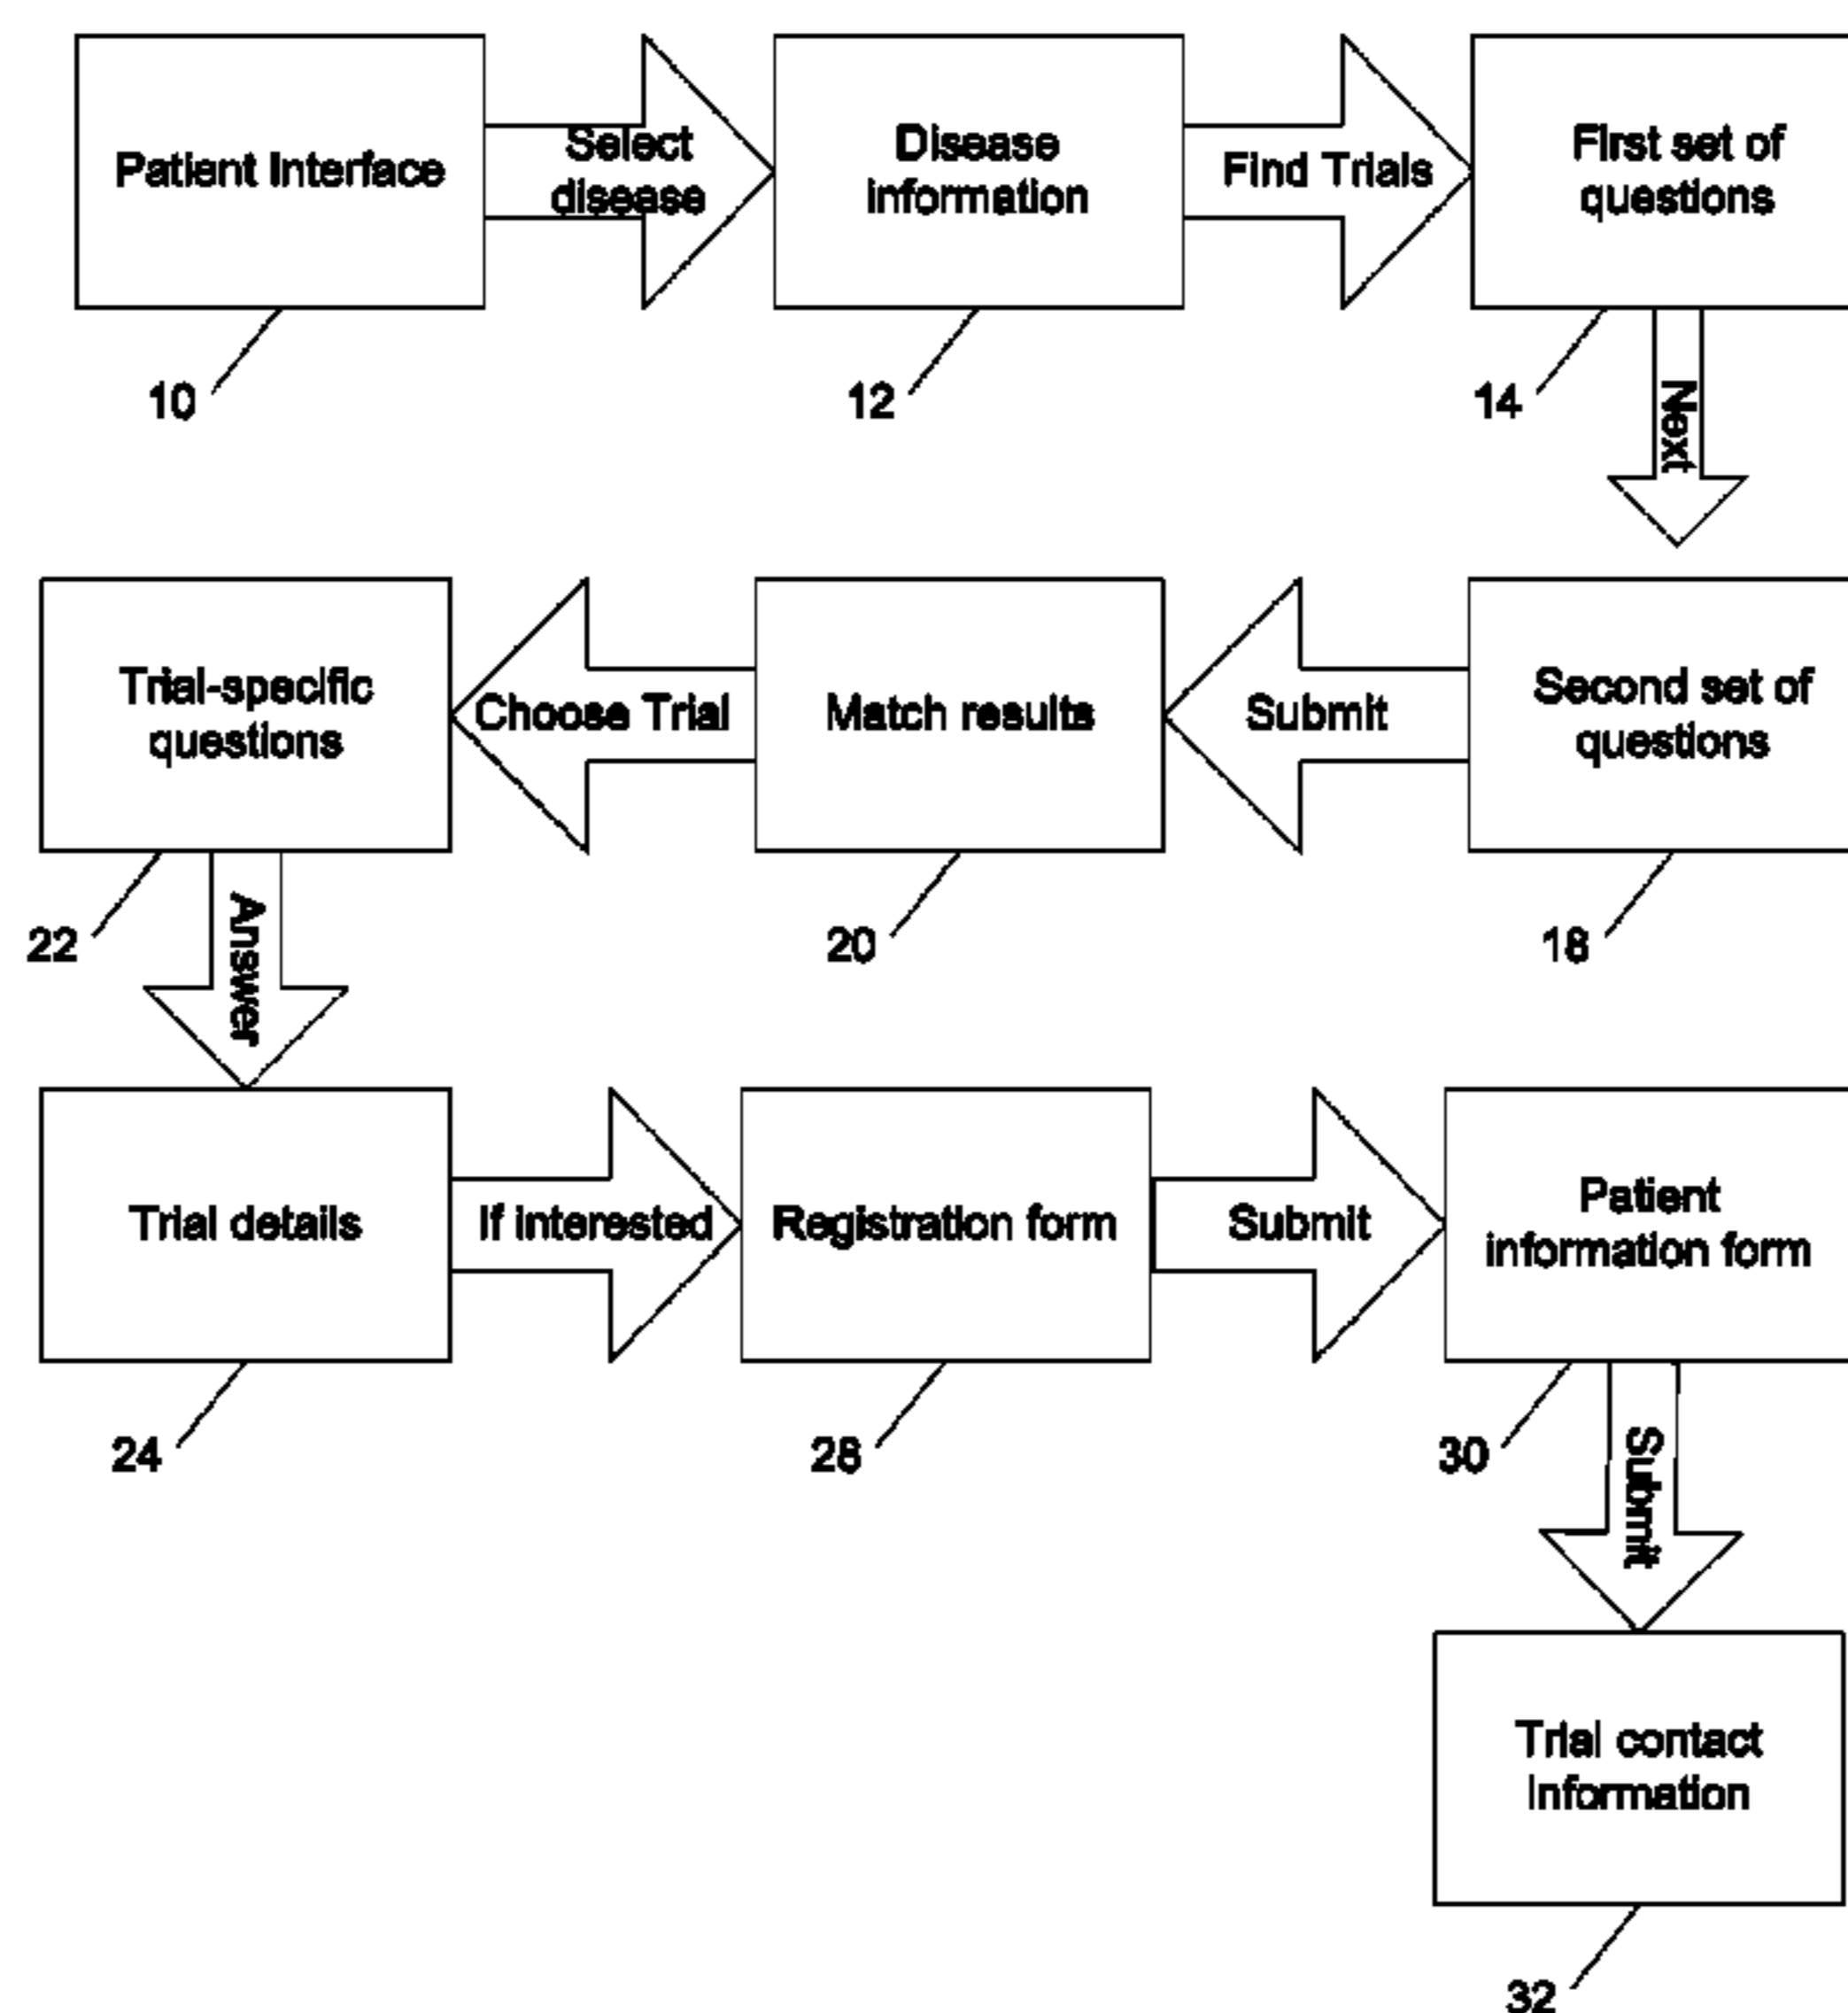 Patient Interface
Select
disease
Disease
information
Find Trials
First set of
questions
10
12
14
Next
Trial-specific
questions
Choose Trial
Match results
Submit
Second set of
questions
22
20
18
Answer
Trial details
If interested
Registration form
Submit
Patient
information form
24
28
30
Submit
Trial contact
Information
32